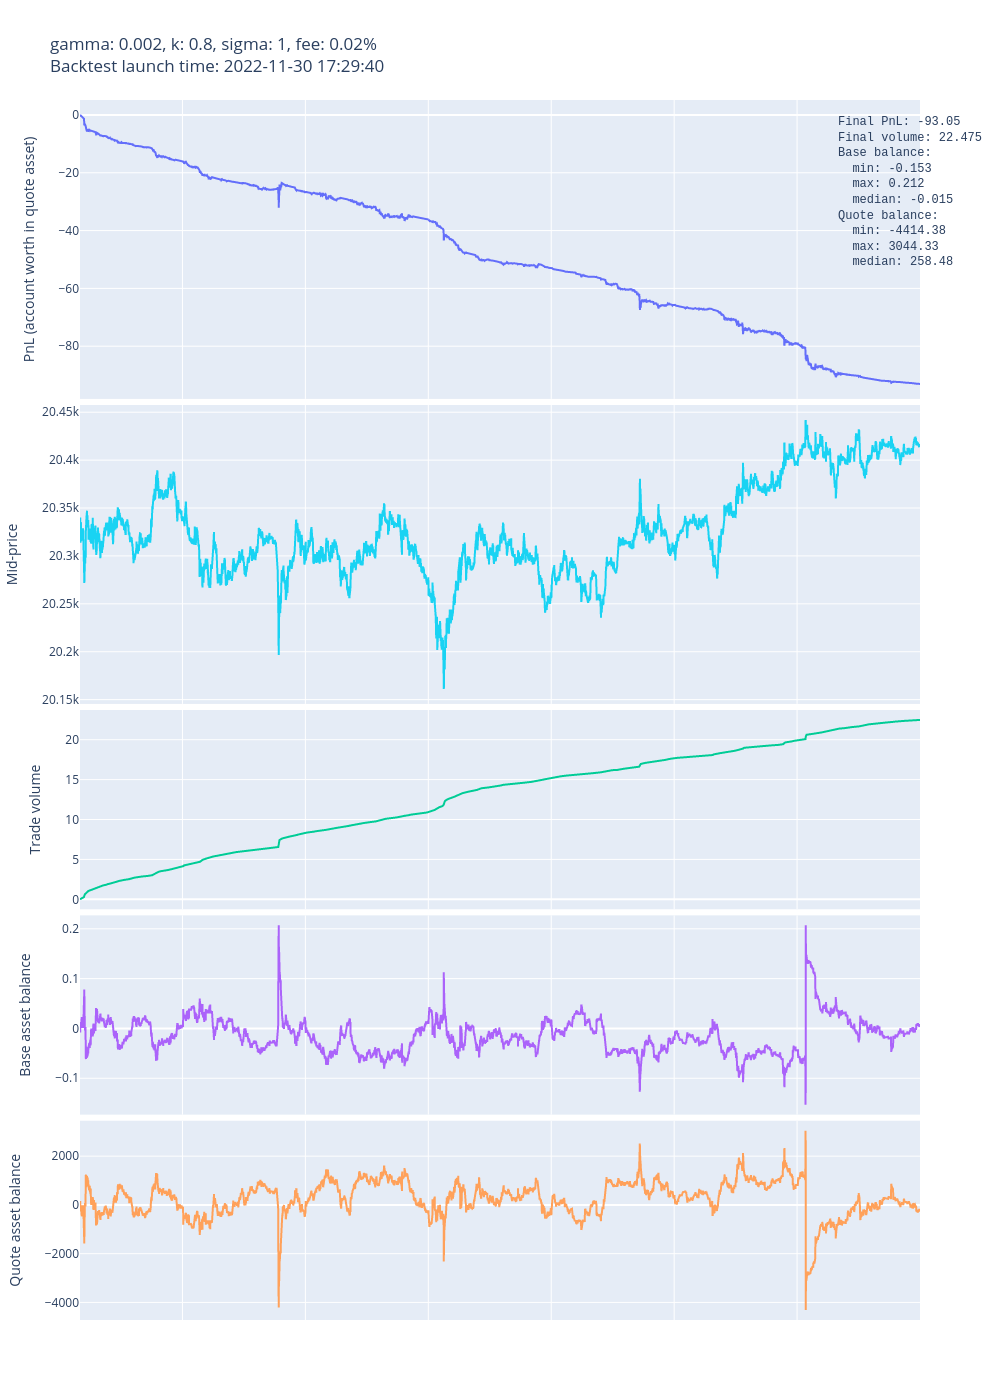 gamma: 0.002, k: 0.8, sigma: 1, fee: 0.02%
Backtest launch time: 2022-11-30 17:29:40
PnL (account worth in quote asset)
0
−20
−40
−60
−80
Final PnL: -93.05
Final volume: 22.475
Base balance:
min: -0.153
max: 0.212
median: -0.015
Quote balance:
min: -4414.38
max: 3044.33
median: 258.48
Mid-price
20.45k
20.4k
20.35k
20.3k
20.25k
20.2k
20.15k
Trade volume
20
15
10
5
0
Base asset balance
0.2
0.1
0
−0.1
Quote asset balance
2000
0
−2000
−4000